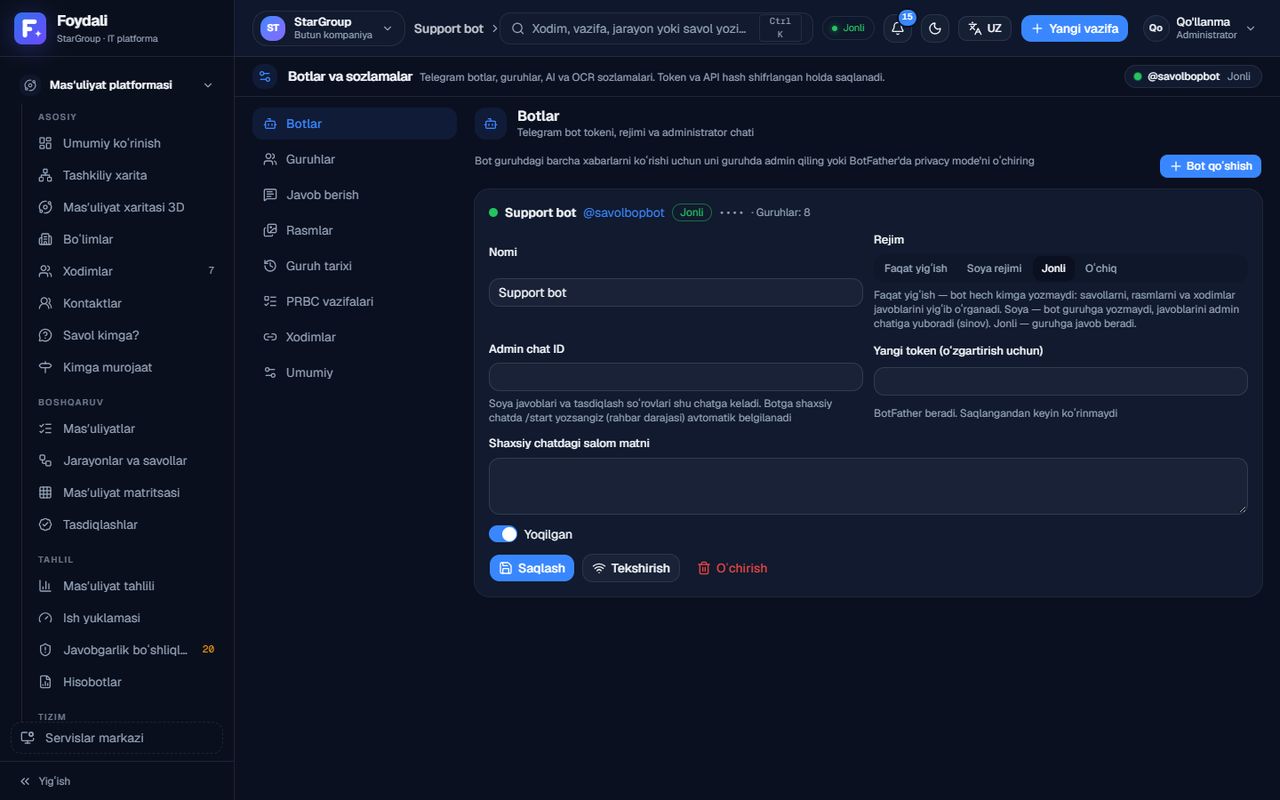 Foydali
StarGroup · IT platforma
Mas'uliyat platformasi
ASOSIY
Umumiy ko'rinish
Tashkiliy xarita
Mas'uliyat xaritasi 3D
Bo'limlar
Xodimlar 7
Kontaktlar
Savol kimga?
Kimga murojaat
BOSHQARUV
Mas'uliyatlar
Jarayonlar va savollar
Mas'uliyat matritsasi
Tasdiqlashlar
TAHLIL
Mas'uliyat tahlili
Ish yuklamasi
Javobgarlik bo'shliql... 20
Hisobotlar
TIZIM
Servislar markazi
Yig'ish
ST
StarGroup
Butun kompaniya
Support bot
Xodim, vazifa, jarayon yoki savol yozi...
Ctrl
K
Jonli
15
UZ
+ Yangi vazifa
Qo
Qo'llanma
Administrator
Botlar va sozlamalar Telegram botlar, guruhlar, AI va OCR sozlamalari. Token va API hash shifrlangan holda saqlanadi.
@savolbopbot Jonli
Botlar
Guruhlar
Javob berish
Rasmlar
Guruh tarixi
PRBC vazifalari
Xodimlar
Umumiy
Botlar
Telegram bot tokeni, rejimi va administrator chati
Bot guruhdagi barcha xabarlarni ko'rishi uchun uni guruhda admin qiling yoki BotFather'da privacy mode'ni o'chiring
+ Bot qo'shish
Support bot @savolbopbot Jonli •••• · Guruhlar: 8
Nomi
Support bot
Rejim
Faqat yig'ish Soya rejimi Jonli O'chiq
Faqat yig'ish — bot hech kimga yozmaydi: savollarni, rasmlarni va xodimlar
javoblarini yig'ib o'rganadi. Soya — bot guruhga yozmaydi, javoblarini admin
chatiga yuboradi (sinov). Jonli — guruhga javob beradi.
Admin chat ID
Soya javoblari va tasdiqlash so'rovlari shu chatga keladi. Botga shaxsiy
chatda /start yozsangiz (rahbar darajasi) avtomatik belgilanadi
Yangi token (o'zgartirish uchun)
BotFather beradi. Saqlangandan keyin ko'rinmaydi
Shaxsiy chatdagi salom matni
Yoqilgan
Saqlash
Tekshirish
O'chirish